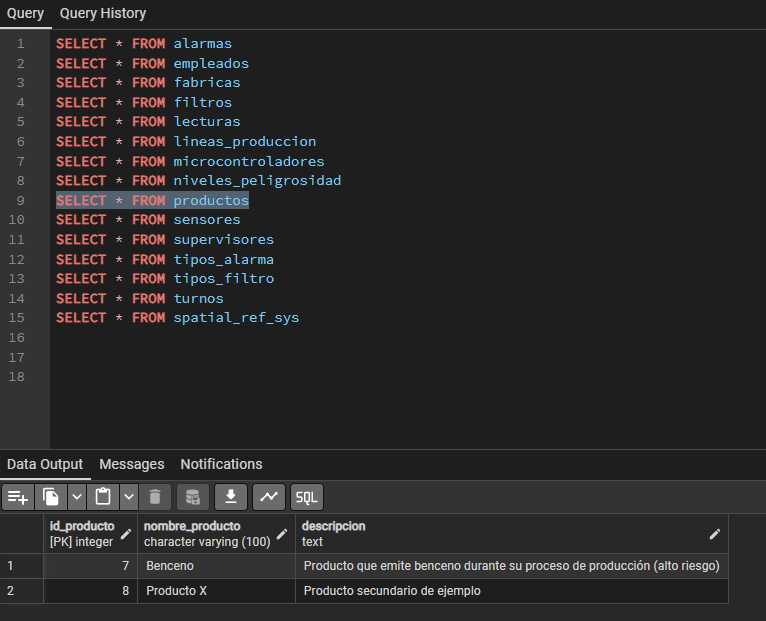 Query Query History
1 SELECT * FROM alarmas
2 SELECT * FROM empleados
3 SELECT * FROM fabricas
4 SELECT * FROM filtros
5 SELECT * FROM lecturas
6 SELECT * FROM lineas_produccion
7 SELECT * FROM microcontroladores
8 SELECT * FROM niveles_peligrosidad
9 SELECT * FROM productos
10 SELECT * FROM sensores
11 SELECT * FROM supervisores
12 SELECT * FROM tipos_alarma
13 SELECT * FROM tipos_filtro
14 SELECT * FROM turnos
15 SELECT * FROM spatial_ref_sys
16
17
18
Data Output Messages Notifications
SQL
id_producto nombre_producto descripcion
[PK] integer character varying (100) text
1 7 Benceno Producto que emite benceno durante su proceso de producción (alto riesgo)
2 8 Producto X Producto secundario de ejemplo